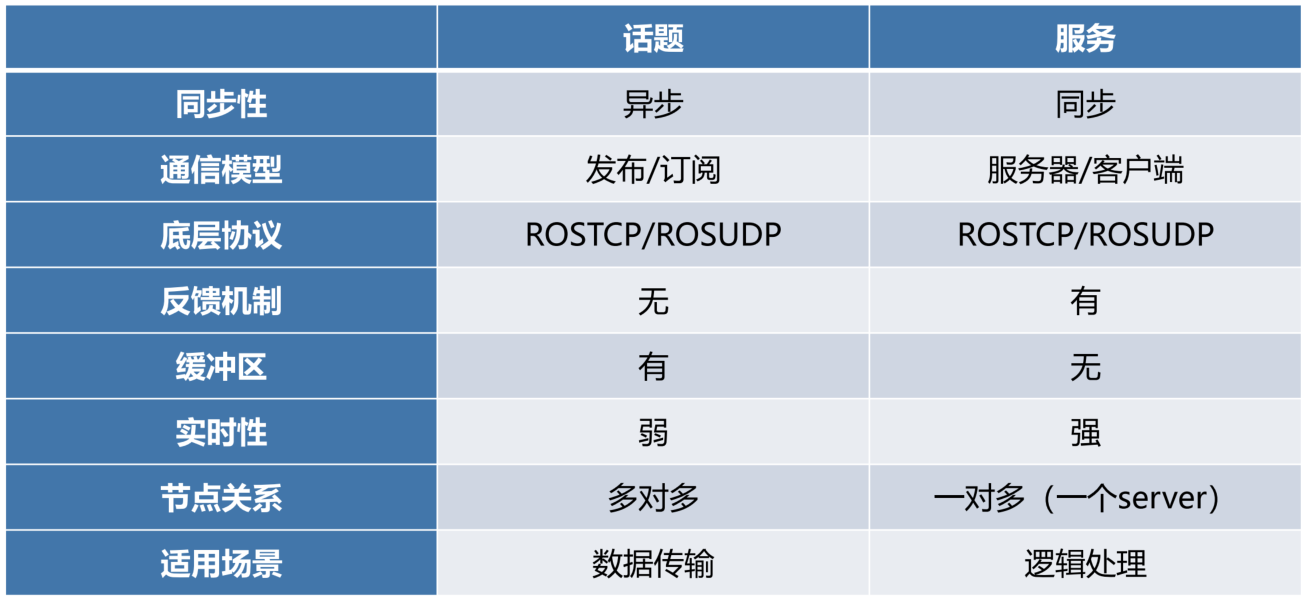 话题 服务
同步性 异步 同步
通信模型 发布/订阅 服务器/客户端
底层协议 ROSTCP/ROSUDP ROSTCP/ROSUDP
反馈机制 无 有
缓冲区 有 无
实时性 弱 强
节点关系 多对多 一对多（一个server）
适用场景 数据传输 逻辑处理